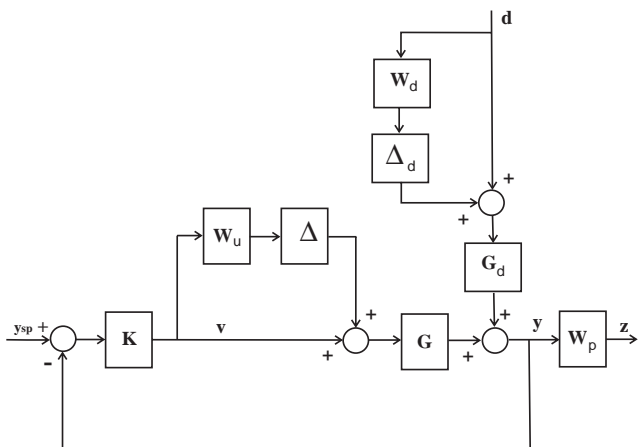 d
W_d
Δ_d
+
+
W_u
Δ
G_d
+
+
y_sp +
K
v
+
G
+
y
W_p
z
-